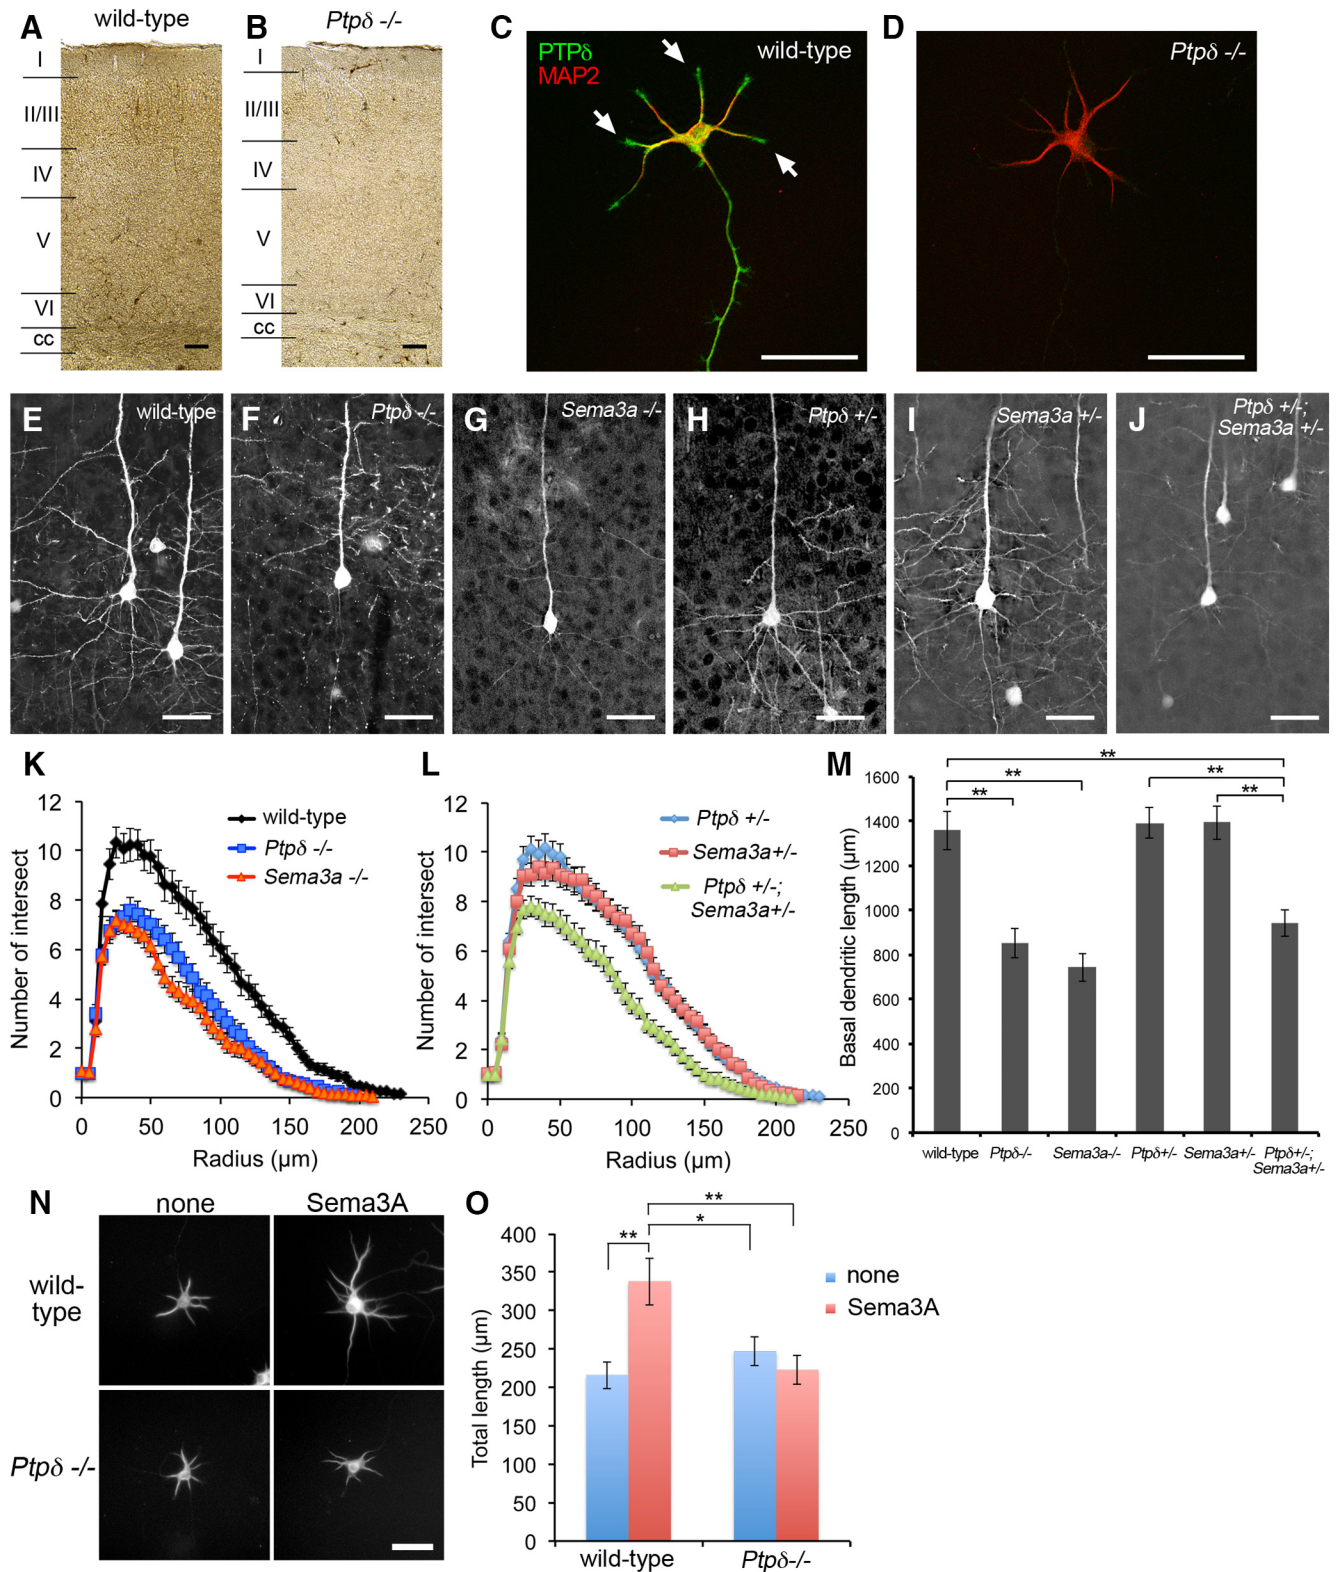 A
wild-type
B
Ptpδ -/-
I
II/III
IV
V
VI
cc
I
II/III
IV
V
VI
cc
C
PTPδ
MAP2
wild-type
D
Ptpδ -/-
E
wild-type
F
Ptpδ -/-
G
Sema3a -/-
H
Ptpδ +/-
I
Sema3a +/-
J
Ptpδ +/-;
Sema3a +/-
K
Number of intersect
12
10
8
6
4
2
0
0 50 100 150 200 250
Radius (µm)
wild-type
Ptpδ -/-
Sema3a -/-
L
Number of intersect
12
10
8
6
4
2
0
0 50 100 150 200 250
Radius (µm)
Ptpδ +/-
Sema3a+/-
Ptpδ +/-;
Sema3a+/-
M
Basal dendritic length (µm)
1600
1400
1200
1000
800
600
400
200
0
**
**
**
**
**
wild-type Ptpδ-/- Sema3a-/- Ptpδ+/- Sema3a+/- Ptpδ+/-;
Sema3a+/-
N
none
Sema3A
wild-
type
Ptpδ -/-
O
Total length (µm)
400
350
300
250
200
150
100
50
0
**
*
**
none
Sema3A
wild-type
Ptpδ-/-